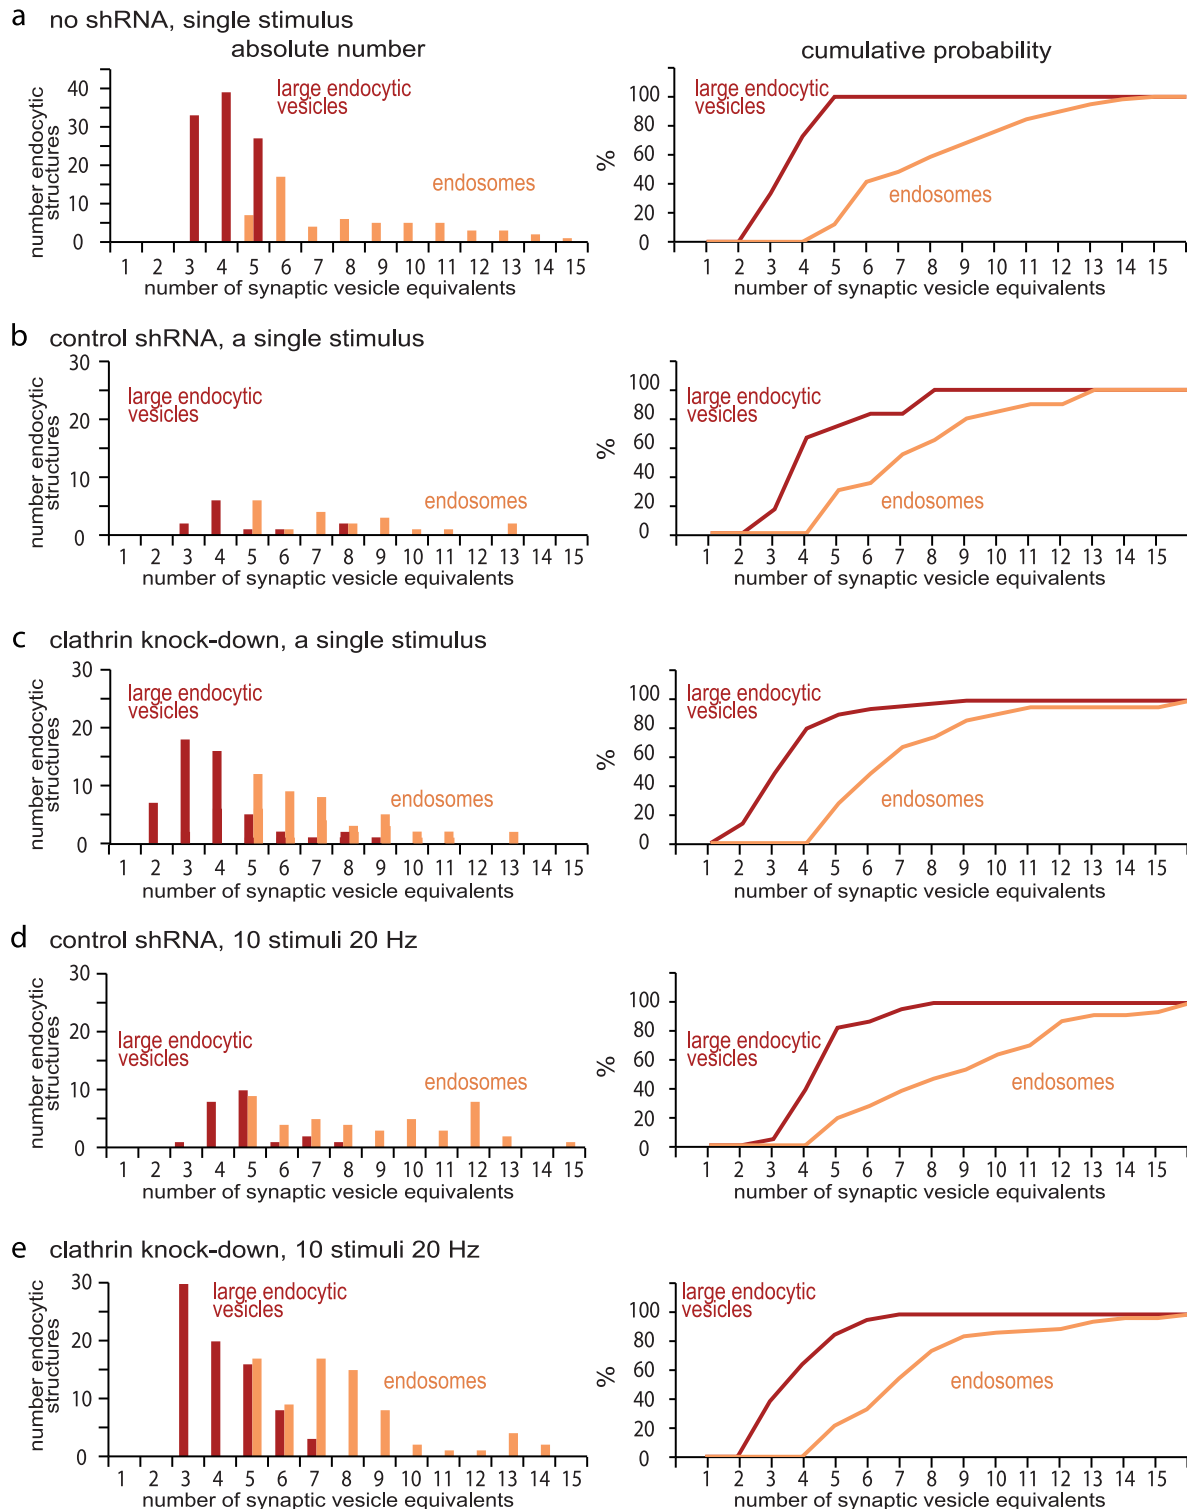 a no shRNA, single stimulus
absolute number
cumulative probability
number endocytic
structures
40
30
20
10
0
large endocytic
vesicles
endosomes
1 2 3 4 5 6 7 8 9 10 11 12 13 14 15
number of synaptic vesicle equivalents
%
100
80
60
40
20
0
large endocytic
vesicles
endosomes
1 2 3 4 5 6 7 8 9 10 11 12 13 14 15
number of synaptic vesicle equivalents
b control shRNA, a single stimulus
number endocytic
structures
30
20
10
0
large endocytic
vesicles
endosomes
1 2 3 4 5 6 7 8 9 10 11 12 13 14 15
number of synaptic vesicle equivalents
%
100
80
60
40
20
0
large endocytic
vesicles
endosomes
1 2 3 4 5 6 7 8 9 10 11 12 13 14 15
number of synaptic vesicle equivalents
c clathrin knock-down, a single stimulus
number endocytic
structures
30
20
10
0
large endocytic
vesicles
endosomes
1 2 3 4 5 6 7 8 9 10 11 12 13 14 15
number of synaptic vesicle equivalents
%
100
80
60
40
20
0
large endocytic
vesicles
endosomes
1 2 3 4 5 6 7 8 9 10 11 12 13 14 15
number of synaptic vesicle equivalents
d control shRNA, 10 stimuli 20 Hz
number endocytic
structures
30
20
10
0
large endocytic
vesicles
endosomes
1 2 3 4 5 6 7 8 9 10 11 12 13 14 15
number of synaptic vesicle equivalents
%
100
80
60
40
20
0
large endocytic
vesicles
endosomes
1 2 3 4 5 6 7 8 9 10 11 12 13 14 15
number of synaptic vesicle equivalents
e clathrin knock-down, 10 stimuli 20 Hz
number endocytic
structures
30
20
10
0
large endocytic
vesicles
endosomes
1 2 3 4 5 6 7 8 9 10 11 12 13 14 15
number of synaptic vesicle equivalents
%
100
80
60
40
20
0
large endocytic
vesicles
endosomes
1 2 3 4 5 6 7 8 9 10 11 12 13 14 15
number of synaptic vesicle equivalents